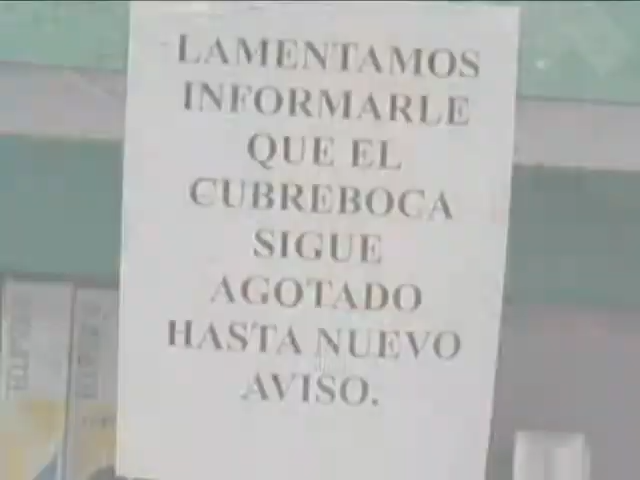 LAMENTAMOS
INFORMARLE
QUE EL
CUBREBOCA
SIGUE
AGOTADO
HASTA NUEVO
AVISO.